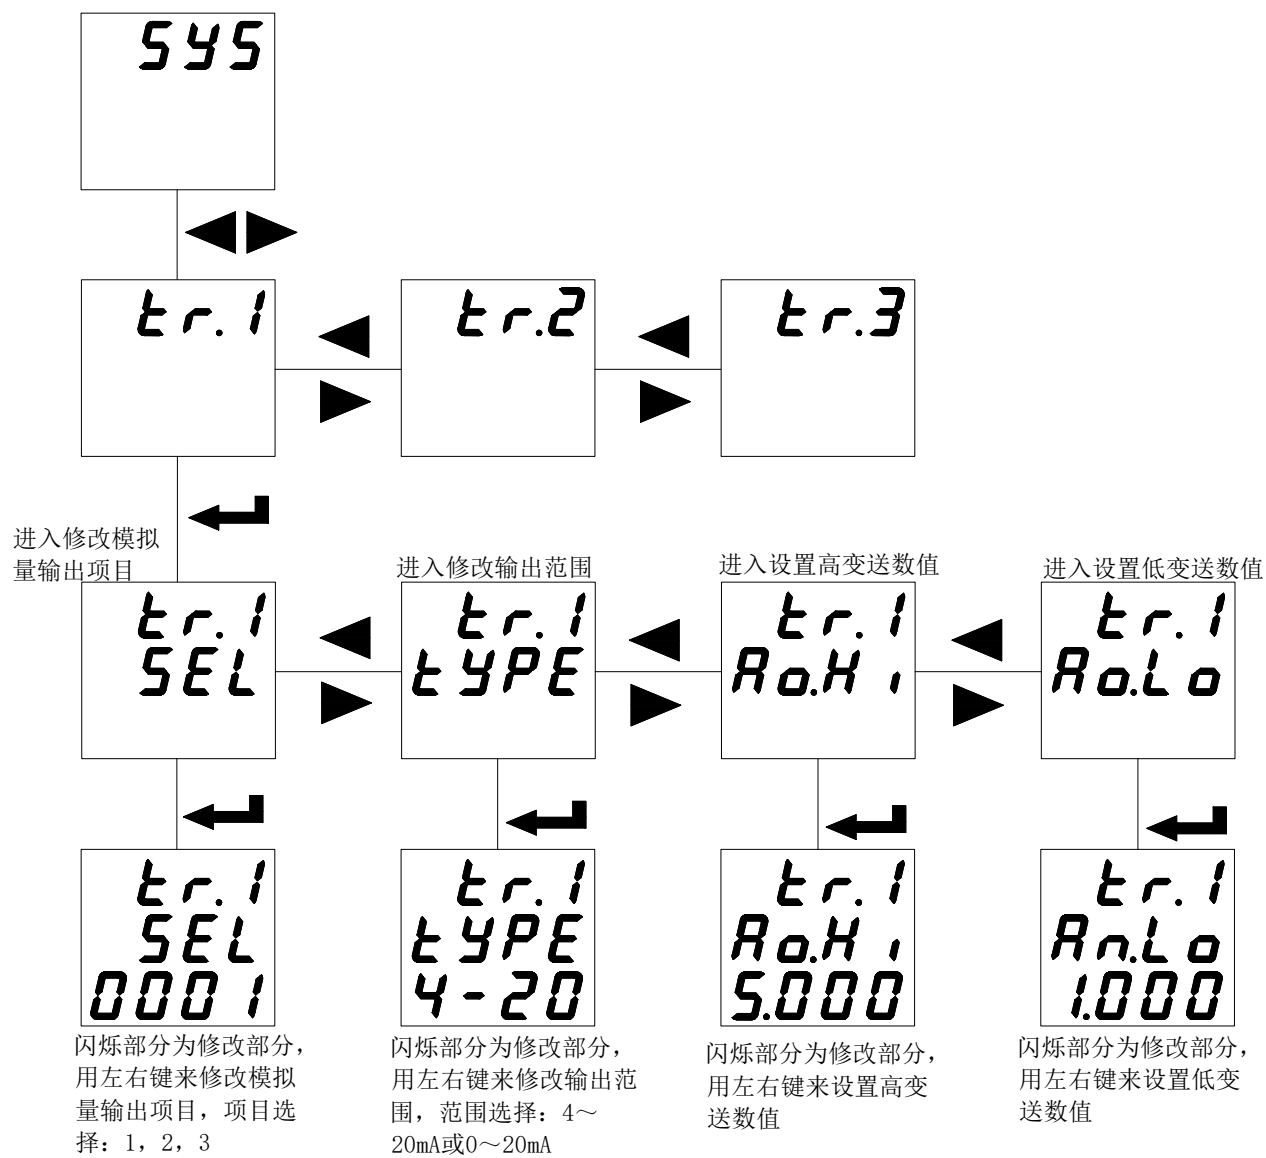 SYS
tr.1
tr.2
tr.3
进入修改模拟
量输出项目
进入修改输出范围
进入设置高变送数值
进入设置低变送数值
tr.1
SEL
tr.1
tYPE
tr.1
Ao.Hi
tr.1
Ao.Lo
tr.1
SEL
0001
tr.1
tYPE
4-20
tr.1
Ao.Hi
5.000
tr.1
An.Lo
1.000
闪烁部分为修改部分，
用左右键来修改模拟
量输出项目，项目选
择：1，2，3
闪烁部分为修改部分，
用左右键来修改输出范
围，范围选择：4～
20mA或0～20mA
闪烁部分为修改部分，
用左右键来设置高变
送数值
闪烁部分为修改部分，
用左右键来设置低变
送数值